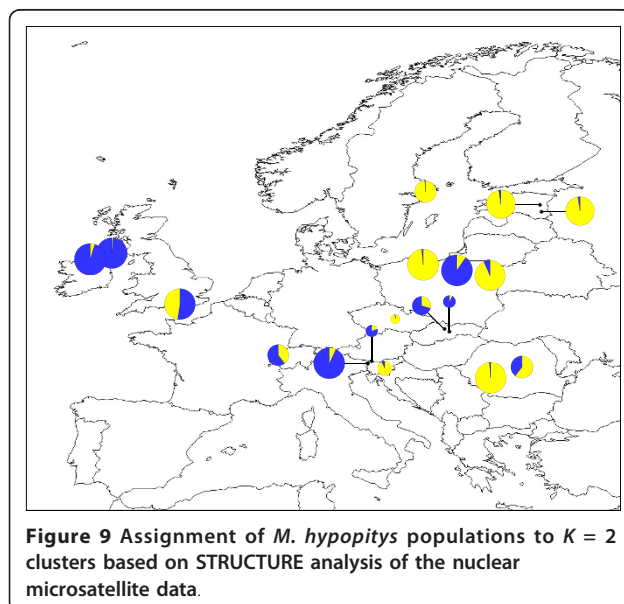 Figure 9 Assignment of M. hypopitys populations to K = 2
clusters based on STRUCTURE analysis of the nuclear
microsatellite data.